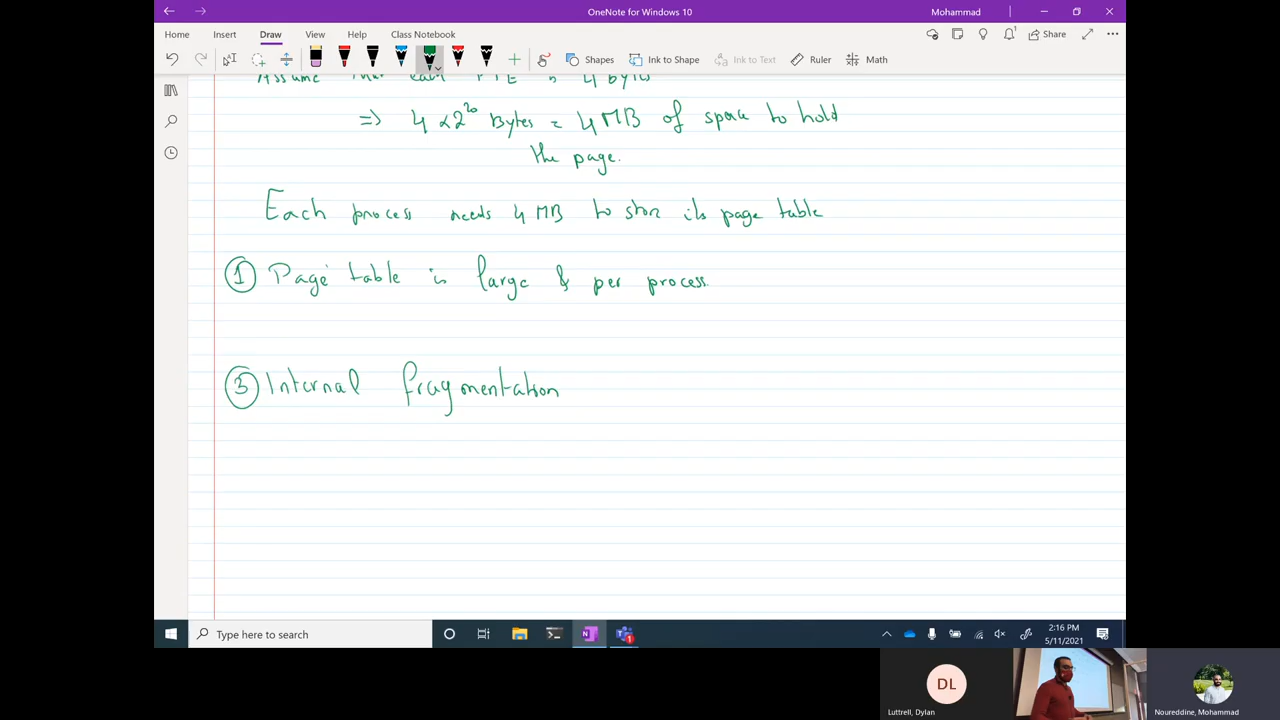 OneNote for Windows 10
Mohammad
Home Insert Draw View Help Class Notebook
Share
Shapes Ink to Shape Ink to Text Ruler Math
Assume that each PTE is 4 Bytes
=> 4 x 2^20 Bytes = 4 MB of space to hold
the page.
Each process needs 4 MB to store its page table
① Page table is large & per process.
③ Internal fragmentation
Type here to search
2:16 PM
5/11/2021
DL
Luttrell, Dylan
Noureddine, Mohammad